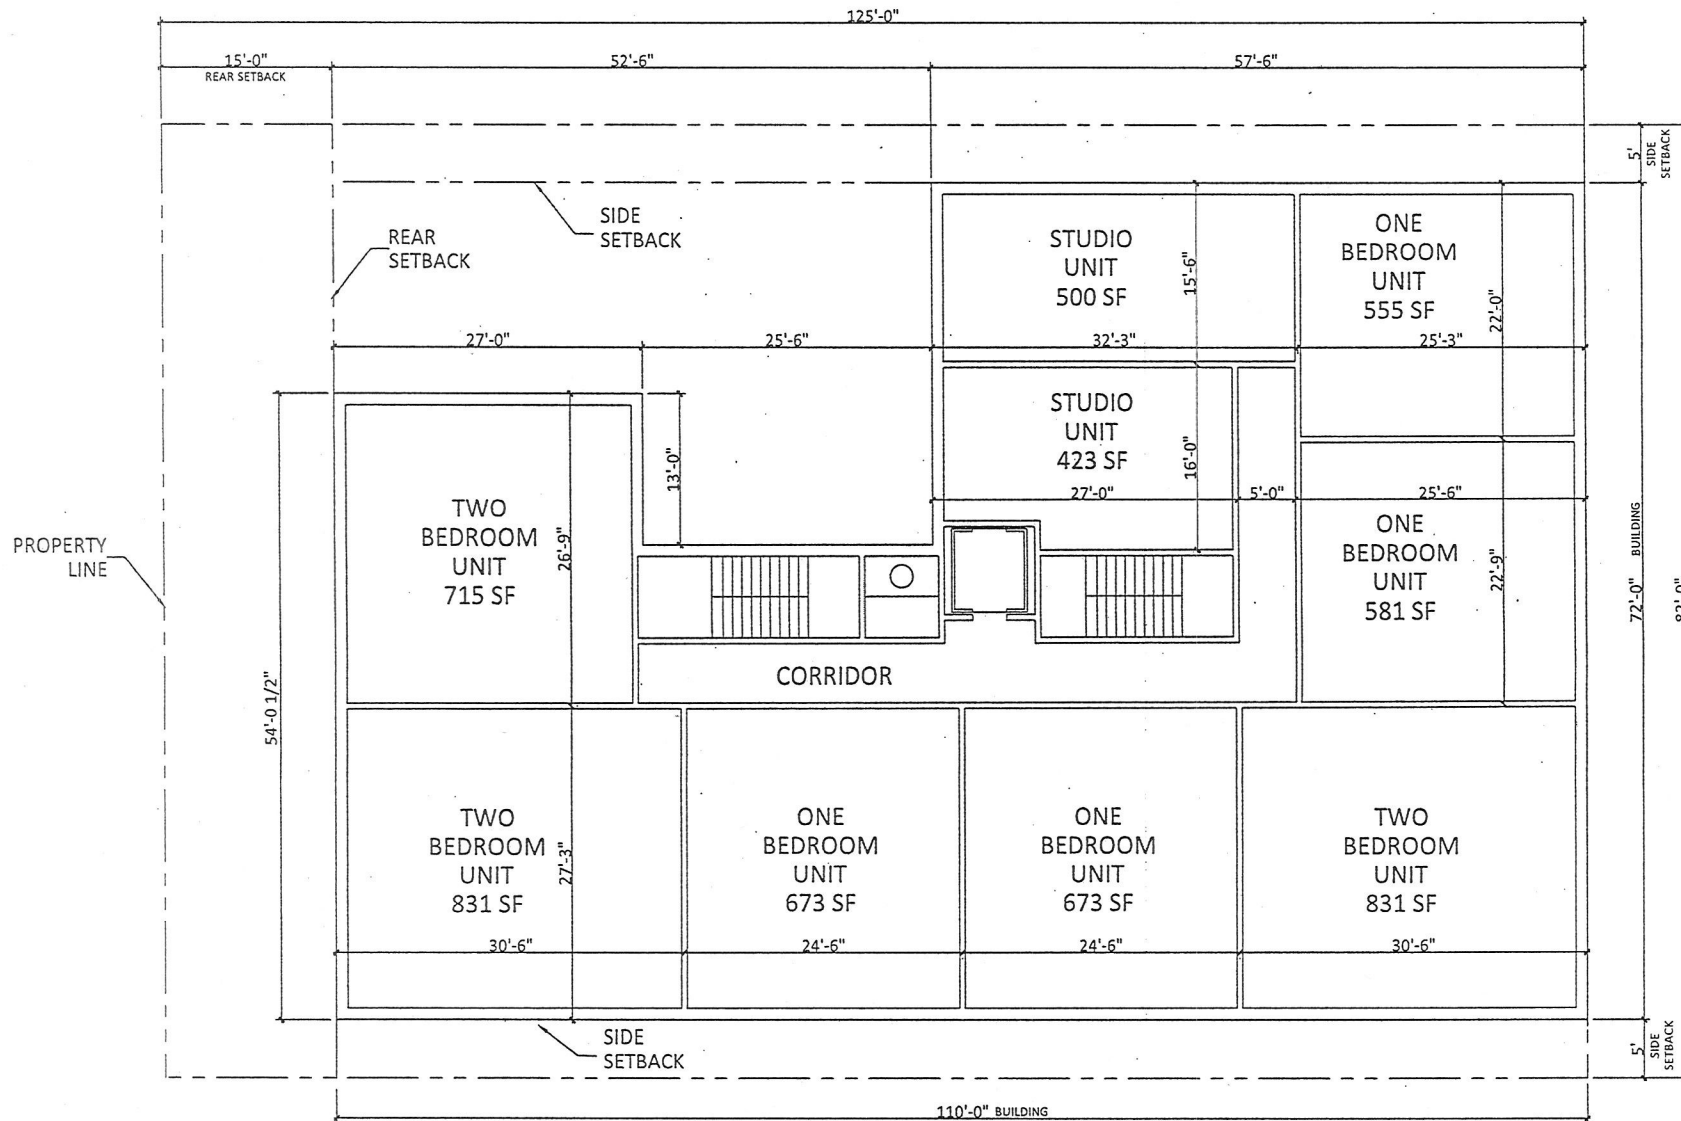 125'-0"
15'-0"
REAR SETBACK
52'-6"
57'-6"
5'
SIDE
SETBACK
SIDE
SETBACK
REAR
SETBACK
STUDIO
UNIT
500 SF
15'-6"
ONE
BEDROOM
UNIT
555 SF
22'-0"
27'-0"
25'-6"
32'-3"
25'-3"
STUDIO
UNIT
423 SF
16'-0"
13'-0"
27'-0"
5'-0"
25'-6"
TWO
BEDROOM
UNIT
715 SF
26'-9"
ONE
BEDROOM
UNIT
581 SF
22'-9"
PROPERTY
LINE
72'-0" BUILDING
CORRIDOR
54'-0 1/2"
TWO
BEDROOM
UNIT
831 SF
27'-3"
ONE
BEDROOM
UNIT
673 SF
ONE
BEDROOM
UNIT
673 SF
TWO
BEDROOM
UNIT
831 SF
30'-6"
24'-6"
24'-6"
30'-6"
SIDE
SETBACK
5'
SIDE
SETBACK
110'-0" BUILDING